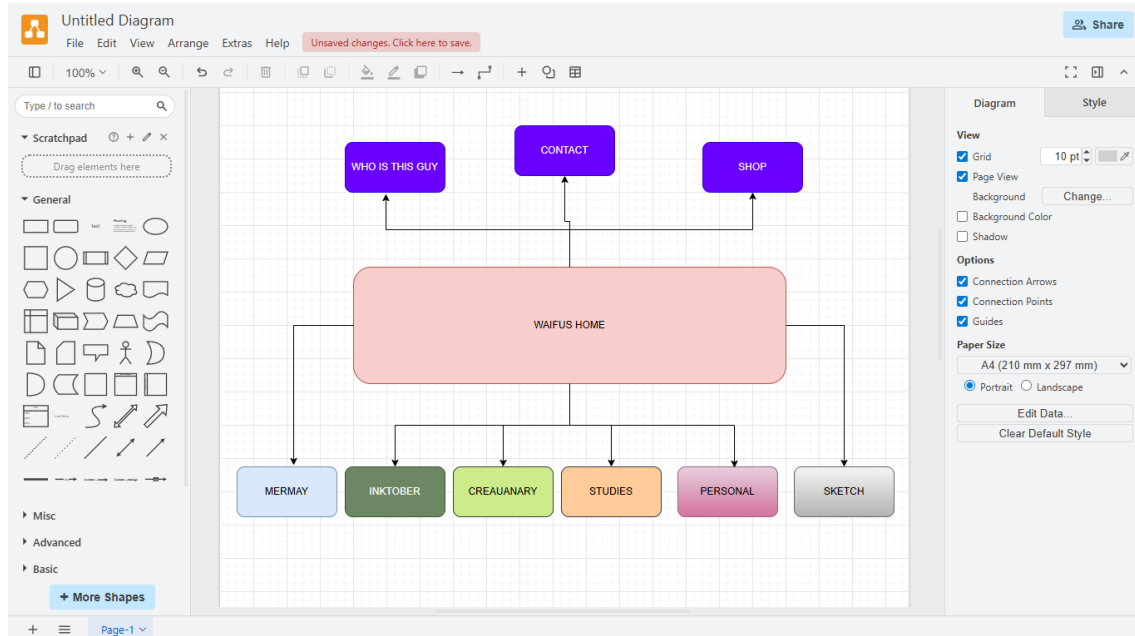 Untitled Diagram
Share
File Edit View Arrange Extras Help Unsaved changes. Click here to save.
100%
Type / to search
Scratchpad
Drag elements here
General
Text
Heading
Misc
Advanced
Basic
+ More Shapes
Page-1
WHO IS THIS GUY
CONTACT
SHOP
WAIFUS HOME
MERMAY
INKTOBER
CREAUANARY
STUDIES
PERSONAL
SKETCH
Diagram Style
View
Grid 10 pt
Page View
Background Change...
Background Color
Shadow
Options
Connection Arrows
Connection Points
Guides
Paper Size
A4 (210 mm x 297 mm)
Portrait Landscape
Edit Data...
Clear Default Style